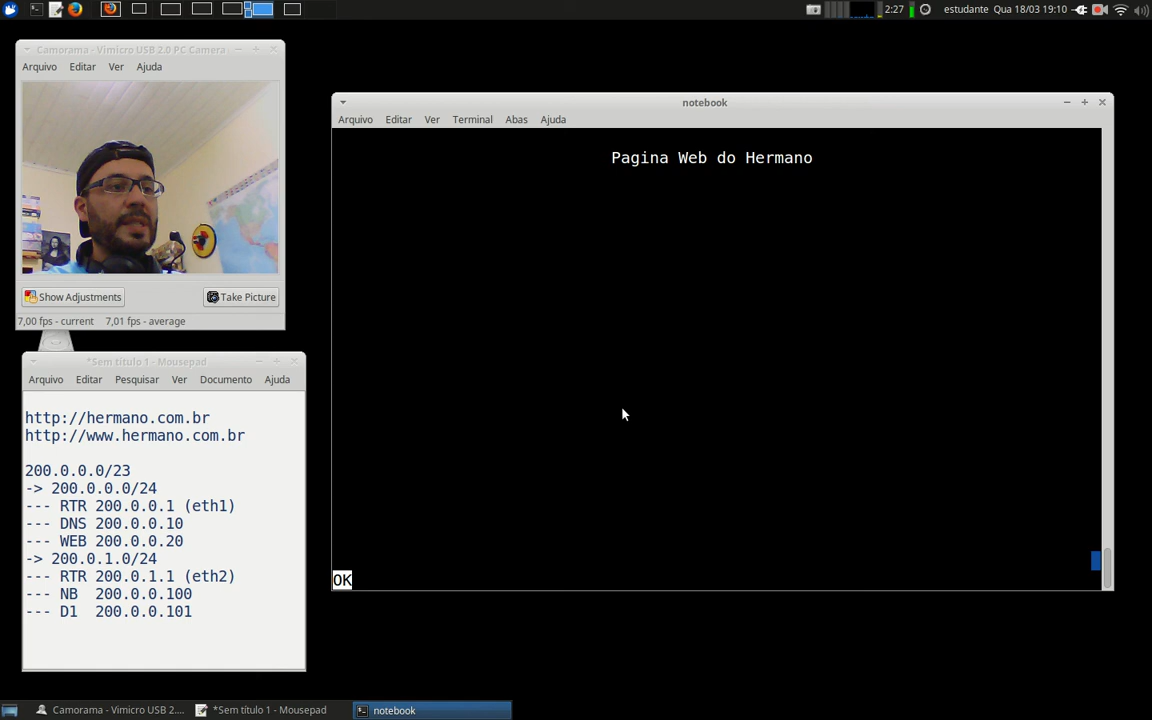 2:27 estudante Qua 18/03 19:10
Camorama - Vimicro USB 2.0 PC Camera
Arquivo Editar Ver Ajuda
Show Adjustments Take Picture
7,00 fps - current 7,01 fps - average
*Sem título 1 - Mousepad
Arquivo Editar Pesquisar Ver Documento Ajuda
http://hermano.com.br
http://www.hermano.com.br
200.0.0.0/23
-> 200.0.0.0/24
--- RTR 200.0.0.1 (eth1)
--- DNS 200.0.0.10
--- WEB 200.0.0.20
-> 200.0.1.0/24
--- RTR 200.0.1.1 (eth2)
--- NB 200.0.0.100
--- D1 200.0.0.101
notebook
Arquivo Editar Ver Terminal Abas Ajuda
Pagina Web do Hermano
OK
Camorama - Vimicro USB 2.... *Sem título 1 - Mousepad notebook